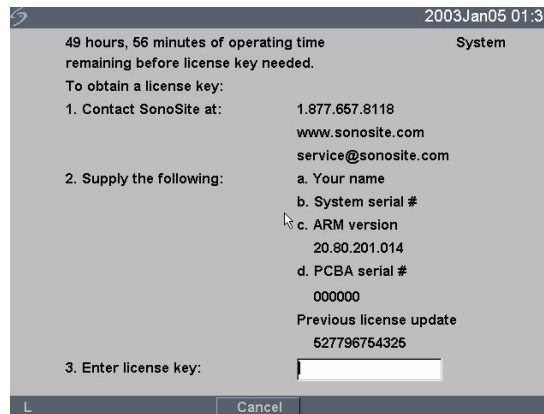 2003Jan05 01:3
49 hours, 56 minutes of operating time System
remaining before license key needed.
To obtain a license key:
1. Contact SonoSite at: 1.877.657.8118
www.sonosite.com
service@sonosite.com
2. Supply the following: a. Your name
b. System serial #
c. ARM version
20.80.201.014
d. PCBA serial #
000000
Previous license update
527796754325
3. Enter license key:
L Cancel